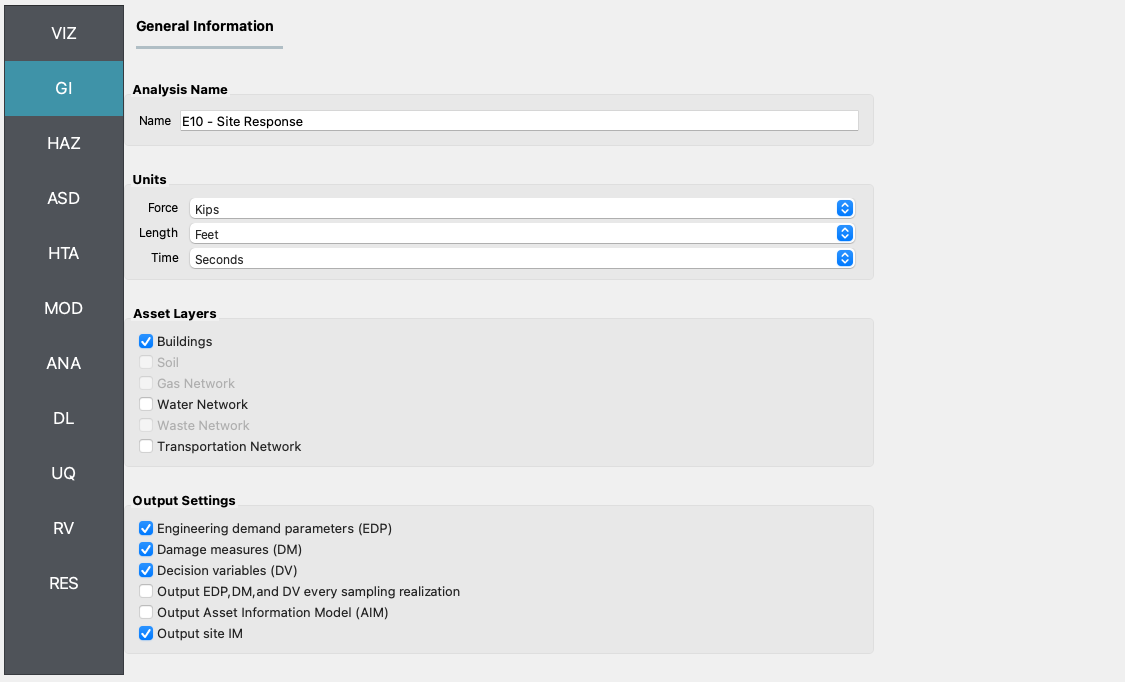 VIZ
GI
HAZ
ASD
HTA
MOD
ANA
DL
UQ
RV
RES
General Information
Analysis Name
Name E10 - Site Response
Units
Force Kips
Length Feet
Time Seconds
Asset Layers
Buildings
Soil
Gas Network
Water Network
Waste Network
Transportation Network
Output Settings
Engineering demand parameters (EDP)
Damage measures (DM)
Decision variables (DV)
Output EDP,DM,and DV every sampling realization
Output Asset Information Model (AIM)
Output site IM